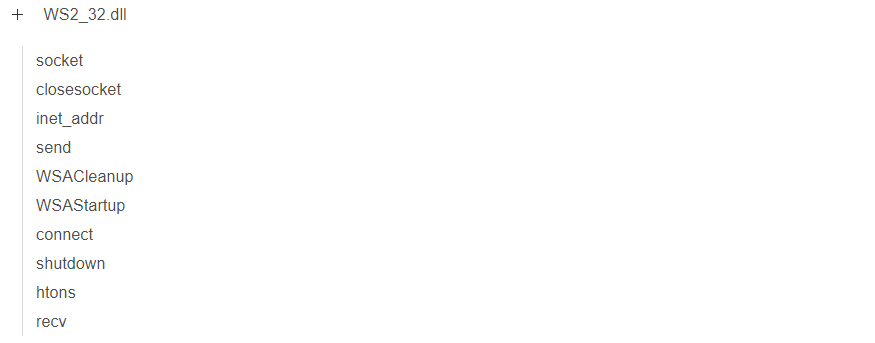 + WS2_32.dll
socket
closesocket
inet_addr
send
WSACleanup
WSAStartup
connect
shutdown
htons
recv